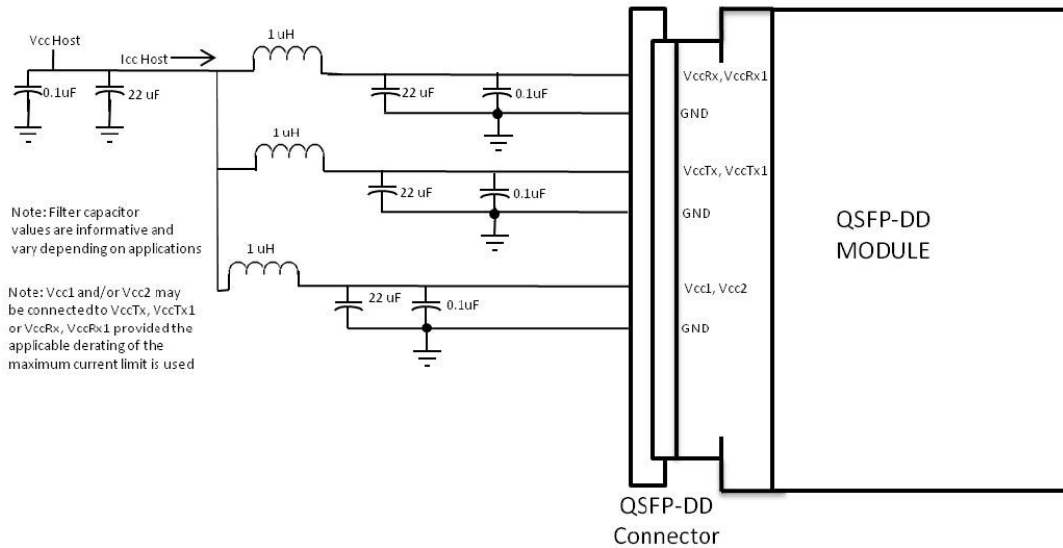 Vcc Host
Icc Host
0.1uF
22 uF
1 uH
22 uF
0.1uF
VccRx, VccRx1
GND
1 uH
22 uF
0.1uF
VccTx, VccTx1
GND
Note: Filter capacitor
values are informative and
vary depending on applications
1 uH
22 uF
0.1uF
Vcc1, Vcc2
GND
Note: Vcc1 and/or Vcc2 may
be connected to VccTx, VccTx1
or VccRx, VccRx1 provided the
applicable derating of the
maximum current limit is used
QSFP-DD
MODULE
QSFP-DD
Connector